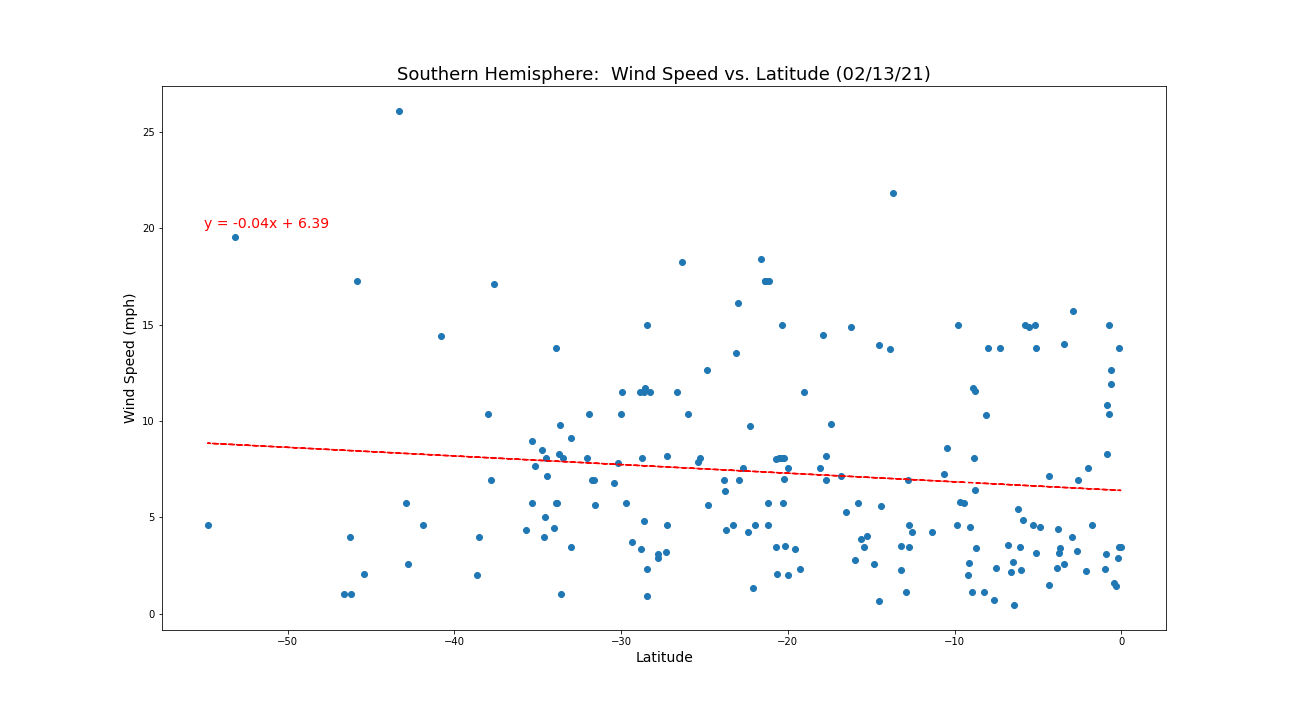 Southern Hemisphere:  Wind Speed vs. Latitude (02/13/21)
25
y = -0.04x + 6.39
20
15
Wind Speed (mph)
10
5
0
−50 −40 −30 −20 −10 0
Latitude